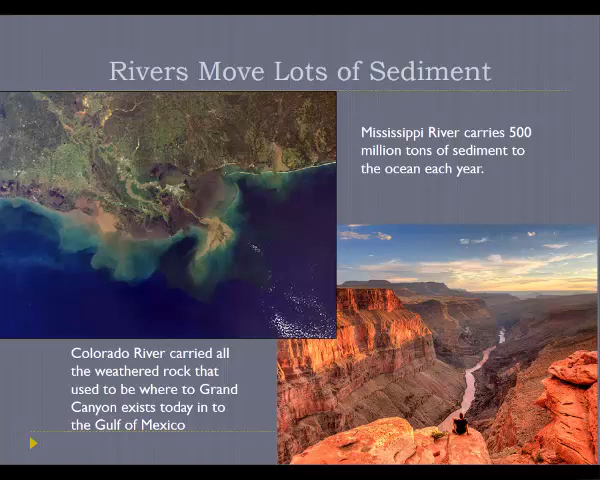 Rivers Move Lots of Sediment
Mississippi River carries 500
million tons of sediment to
the ocean each year.
Colorado River carried all
the weathered rock that
used to be where to Grand
Canyon exists today in to
the Gulf of Mexico